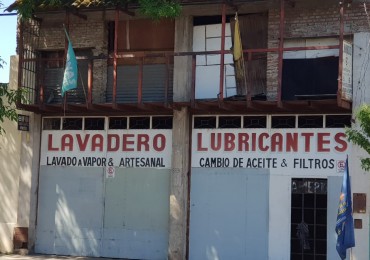 LAVADERO
LAVADO A VAPOR & ARTESANAL
LUBRICANTES
CAMBIO DE ACEITE & FILTROS